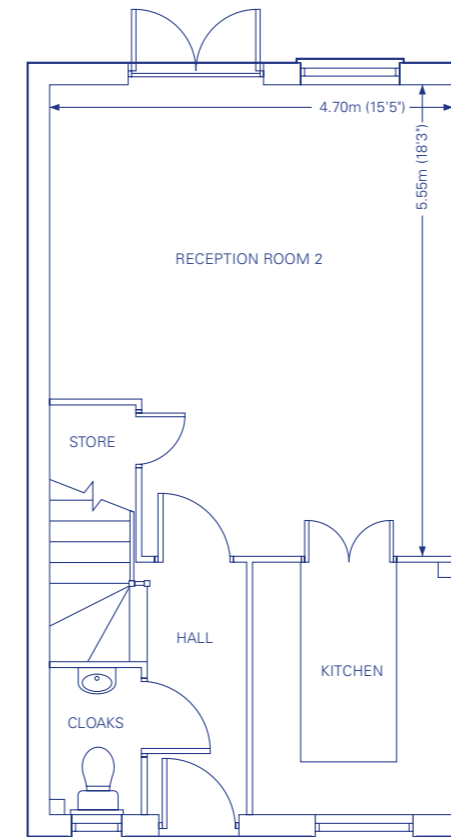 4.70m (15'5")
5.55m (18'3")
RECEPTION ROOM 2
STORE
HALL
KITCHEN
CLOAKS